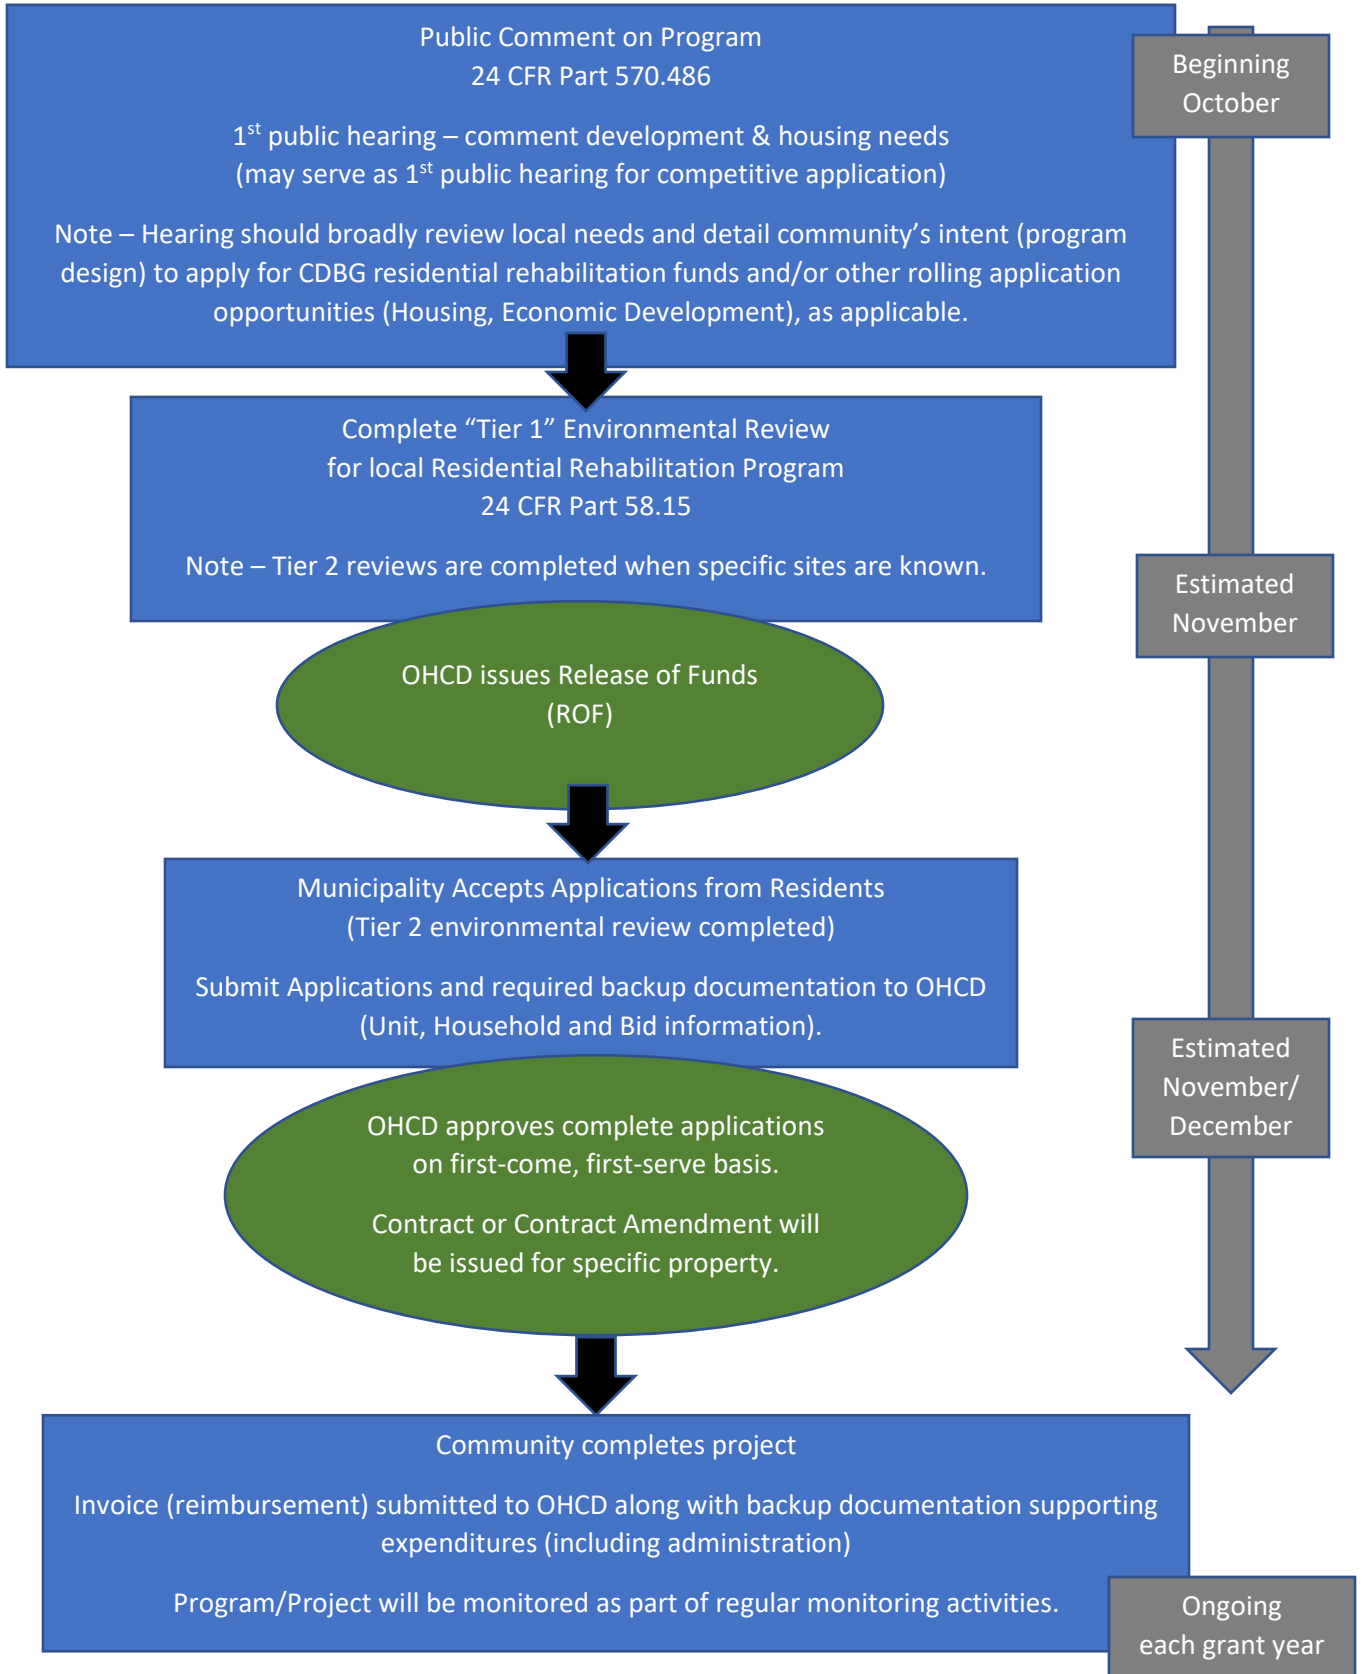 Public Comment on Program
24 CFR Part 570.486
1st public hearing – comment development & housing needs
(may serve as 1st public hearing for competitive application)
Note – Hearing should broadly review local needs and detail community's intent (program
design) to apply for CDBG residential rehabilitation funds and/or other rolling application
opportunities (Housing, Economic Development), as applicable.
Beginning
October
Complete “Tier 1” Environmental Review
for local Residential Rehabilitation Program
24 CFR Part 58.15
Note – Tier 2 reviews are completed when specific sites are known.
Estimated
November
OHCD issues Release of Funds
(ROF)
Municipality Accepts Applications from Residents
(Tier 2 environmental review completed)
Submit Applications and required backup documentation to OHCD
(Unit, Household and Bid information).
Estimated
November/
December
OHCD approves complete applications
on first-come, first-serve basis.
Contract or Contract Amendment will
be issued for specific property.
Community completes project
Invoice (reimbursement) submitted to OHCD along with backup documentation supporting
expenditures (including administration)
Program/Project will be monitored as part of regular monitoring activities.
Ongoing
each grant year